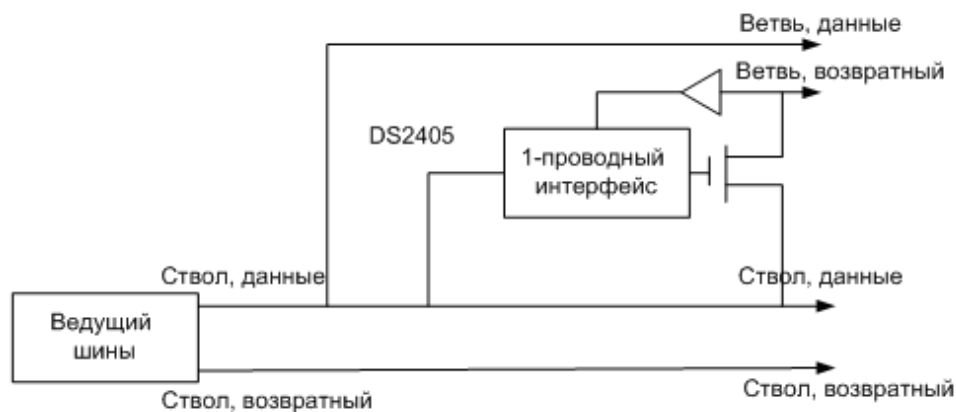 Ветвь, данные
Ветвь, возвратный
DS2405
1-проводный
интерфейс
Ствол, данные
Ствол, данные
Ведущий
шины
Ствол, возвратный
Ствол, возвратный